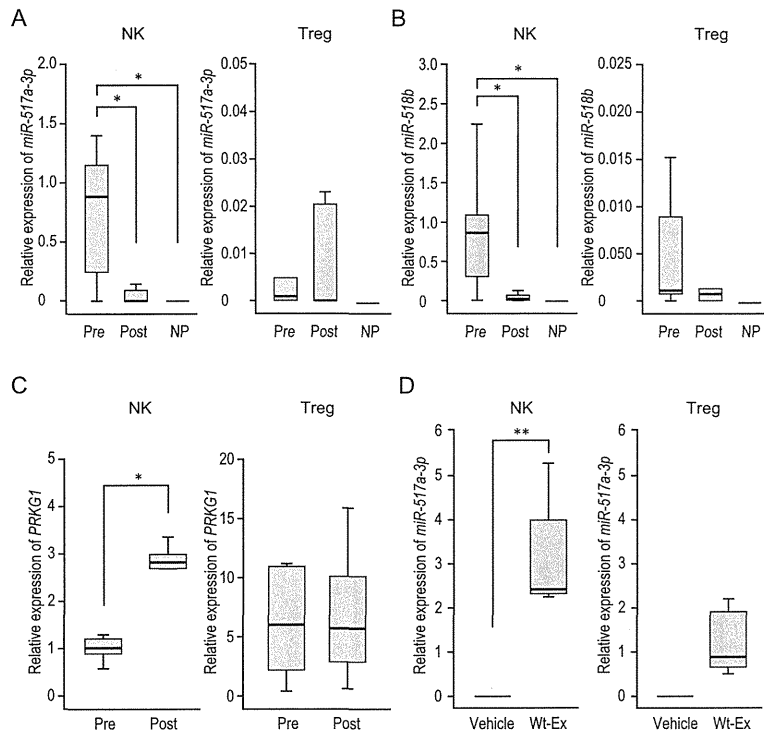 A
NK
Relative expression of miR-517a-3p
2.0
1.5
1.0
0.5
0
*
*
Pre Post NP
Treg
Relative expression of miR-517a-3p
0.05
0.04
0.03
0.02
0.01
0
Pre Post NP
B
NK
Relative expression of miR-518b
3.0
2.5
2.0
1.5
1.0
0.5
0
*
*
Pre Post NP
Treg
Relative expression of miR-518b
0.025
0.020
0.015
0.010
0.050
0
Pre Post NP
C
NK
Relative expression of PRKG1
5
4
3
2
1
0
*
Pre Post
Treg
Relative expression of PRKG1
20
15
10
5
0
Pre Post
D
NK
Relative expression of miR-517a-3p
6
5
4
3
2
1
0
**
Vehicle Wt-Ex
Treg
Relative expression of miR-517a-3p
6
5
4
3
2
1
0
Vehicle Wt-Ex